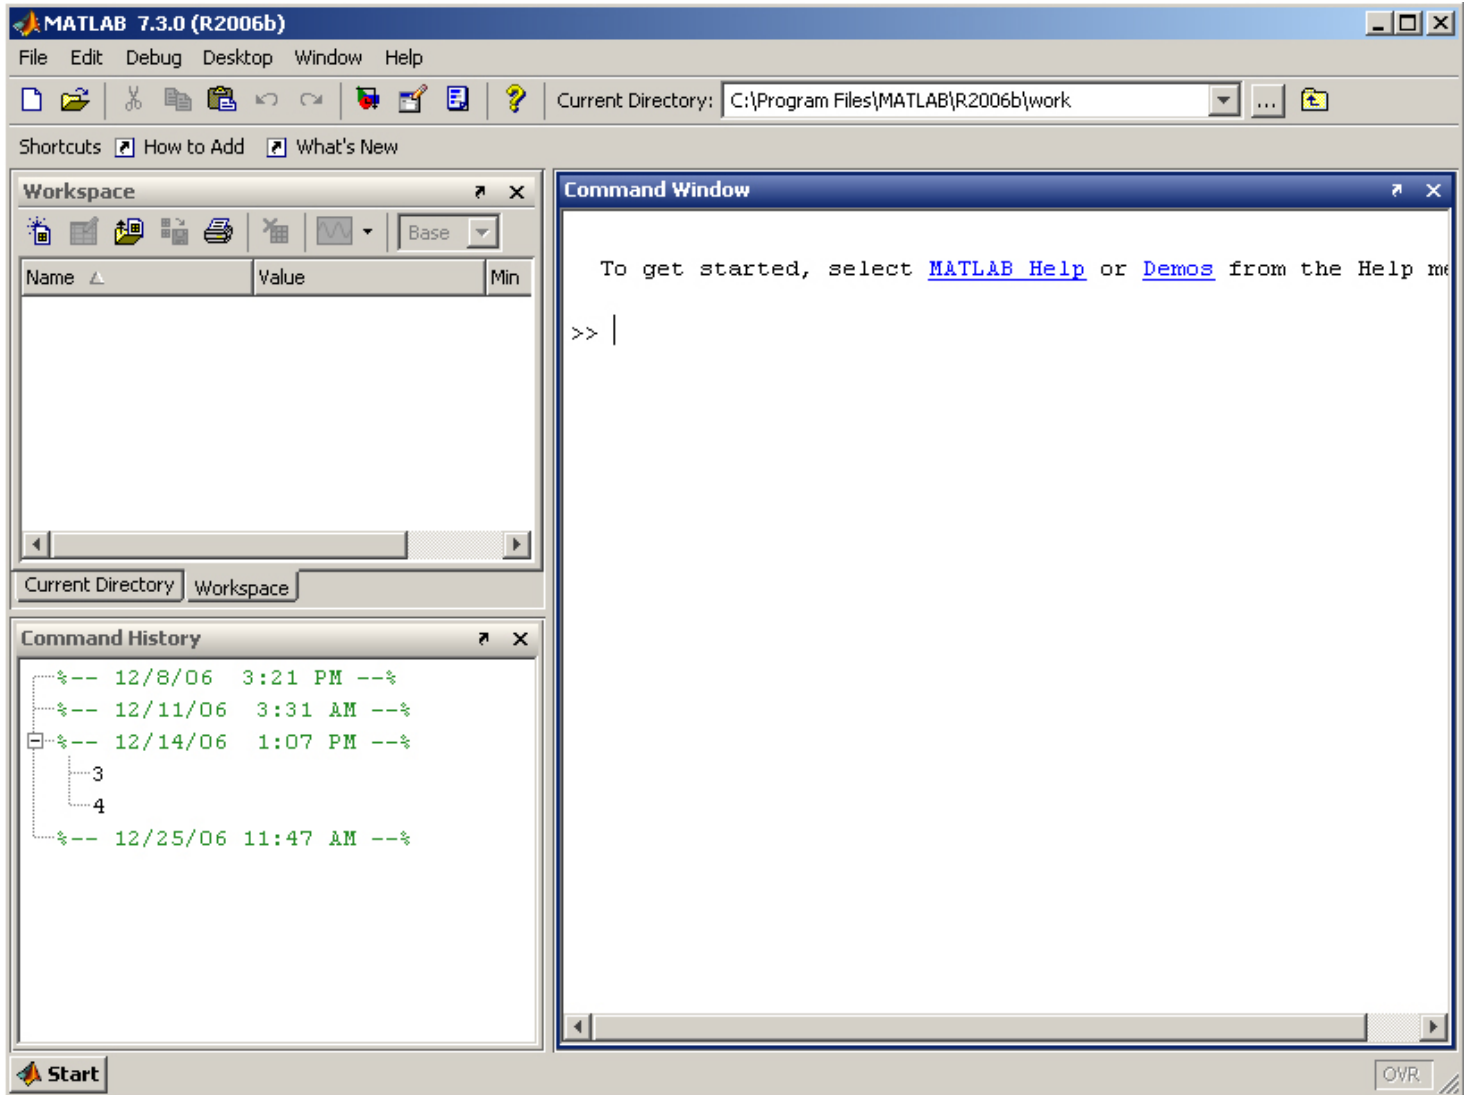 MATLAB 7.3.0 (R2006b)
File Edit Debug Desktop Window Help
Current Directory: C:\Program Files\MATLAB\R2006b\work ...
Shortcuts How to Add What's New
Workspace
Base
Name Value Min
Current Directory Workspace
Command History
%-- 12/8/06  3:21 PM --%
%-- 12/11/06  3:31 AM --%
%-- 12/14/06  1:07 PM --%
3
4
%-- 12/25/06 11:47 AM --%
Command Window
To get started, select MATLAB Help or Demos from the Help me
>>
Start
OVR